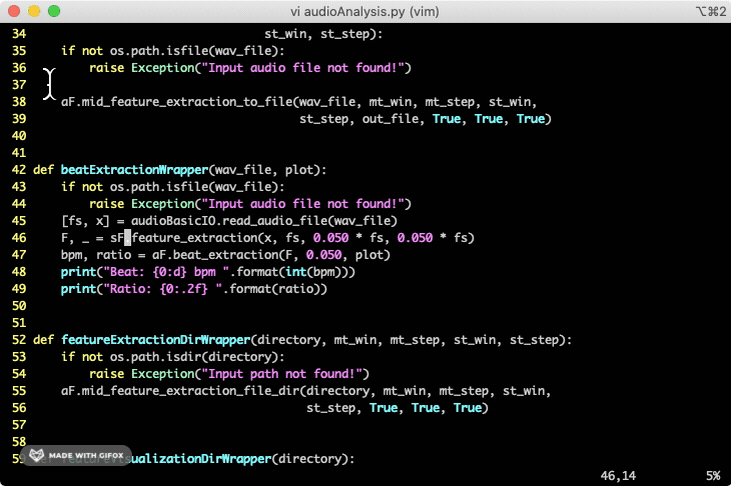 vi audioAnalysis.py (vim)
⌥⌘2
34 st_win, st_step):
35 if not os.path.isfile(wav_file):
36 raise Exception("Input audio file not found!")
37
38 aF.mid_feature_extraction_to_file(wav_file, mt_win, mt_step, st_win,
39 st_step, out_file, True, True, True)
40
41
42 def beatExtractionWrapper(wav_file, plot):
43 if not os.path.isfile(wav_file):
44 raise Exception("Input audio file not found!")
45 [fs, x] = audioBasicIO.read_audio_file(wav_file)
46 F, _ = sF.feature_extraction(x, fs, 0.050 * fs, 0.050 * fs)
47 bpm, ratio = aF.beat_extraction(F, 0.050, plot)
48 print("Beat: {0:d} bpm ".format(int(bpm)))
49 print("Ratio: {0:.2f} ".format(ratio))
50
51
52 def featureExtractionDirWrapper(directory, mt_win, mt_step, st_win, st_step):
53 if not os.path.isdir(directory):
54 raise Exception("Input path not found!")
55 aF.mid_feature_extraction_file_dir(directory, mt_win, mt_step, st_win,
56 st_step, True, True, True)
57
58
(directory):
MADE WITH GIFOX
46,14 5%